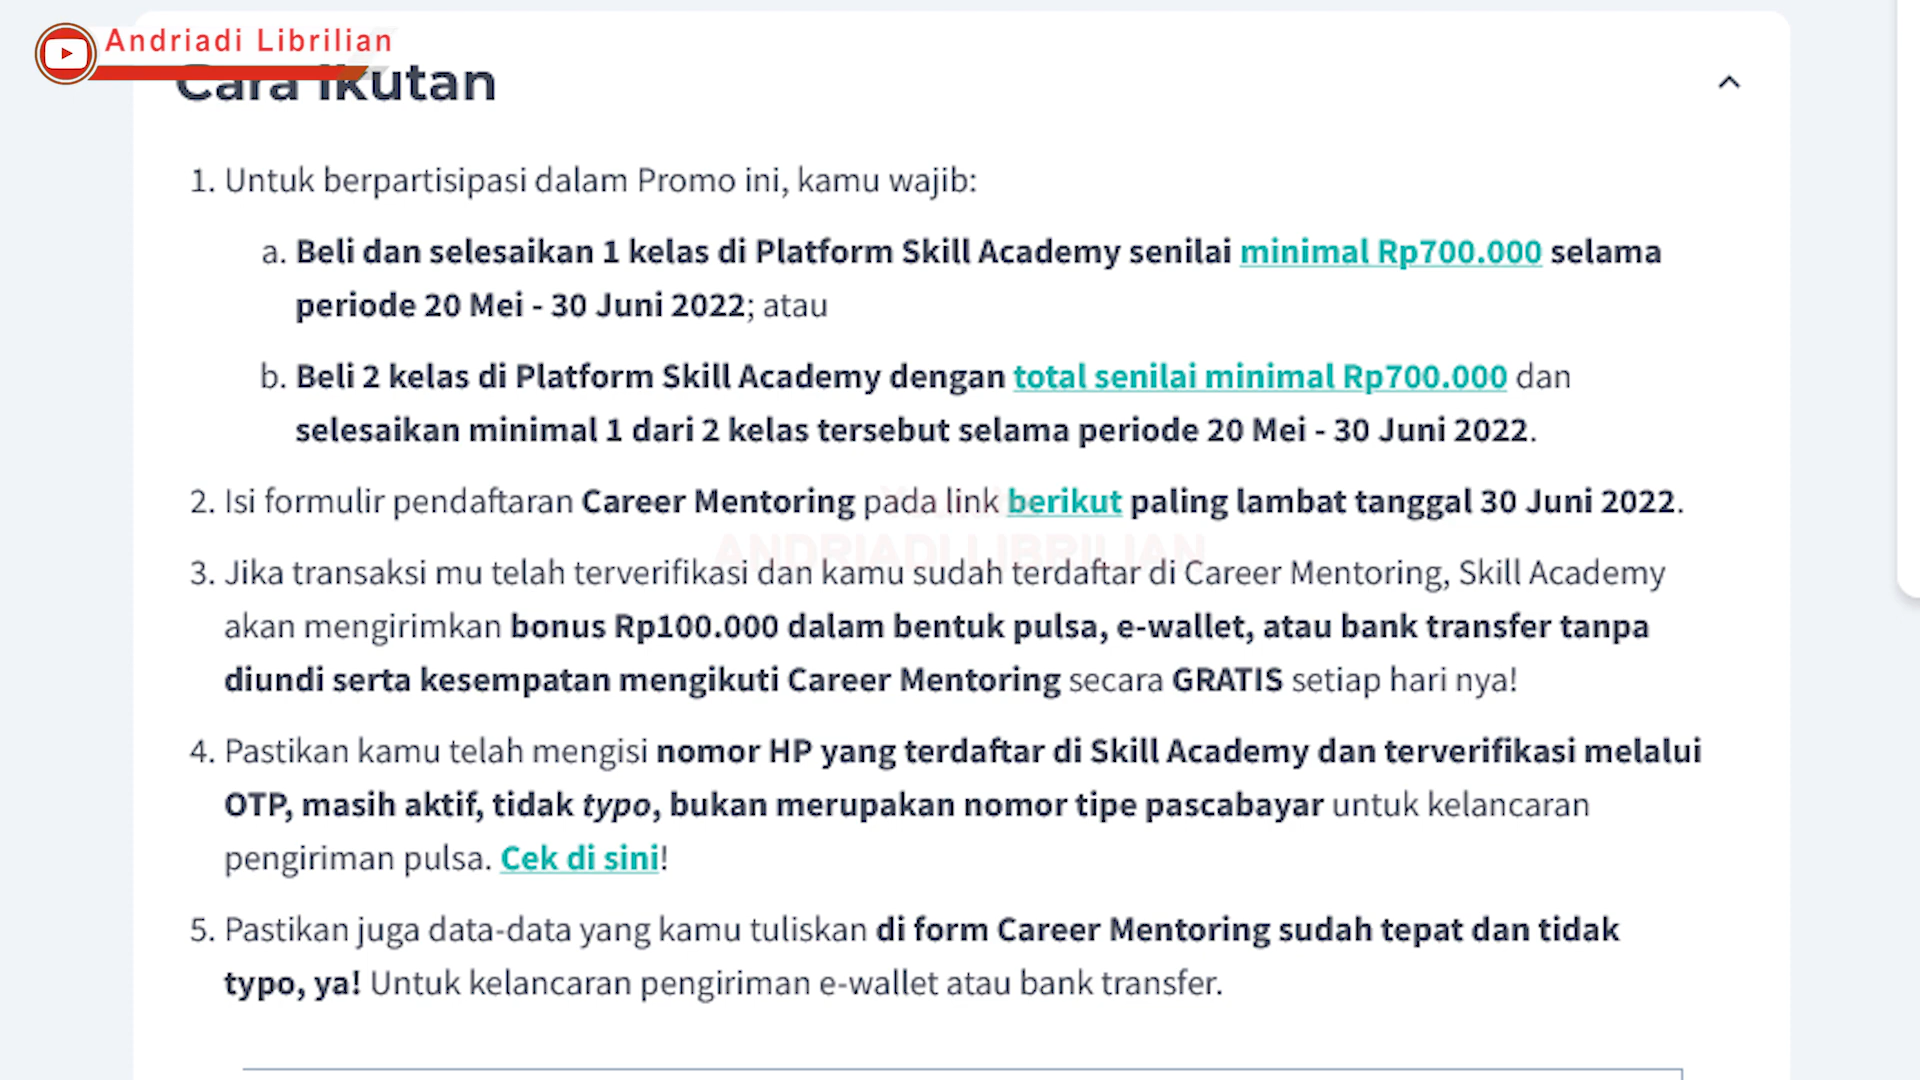 Andriadi Librilian
Cara Ikutan
1. Untuk berpartisipasi dalam Promo ini, kamu wajib:
a. Beli dan selesaikan 1 kelas di Platform Skill Academy senilai minimal Rp700.000 selama
periode 20 Mei - 30 Juni 2022; atau
b. Beli 2 kelas di Platform Skill Academy dengan total senilai minimal Rp700.000 dan
selesaikan minimal 1 dari 2 kelas tersebut selama periode 20 Mei - 30 Juni 2022.
2. Isi formulir pendaftaran Career Mentoring pada link berikut paling lambat tanggal 30 Juni 2022.
ANDRIADI LIBRILIAN
3. Jika transaksi mu telah terverifikasi dan kamu sudah terdaftar di Career Mentoring, Skill Academy
akan mengirimkan bonus Rp100.000 dalam bentuk pulsa, e-wallet, atau bank transfer tanpa
diundi serta kesempatan mengikuti Career Mentoring secara GRATIS setiap hari nya!
4. Pastikan kamu telah mengisi nomor HP yang terdaftar di Skill Academy dan terverifikasi melalui
OTP, masih aktif, tidak typo, bukan merupakan nomor tipe pascabayar untuk kelancaran
pengiriman pulsa. Cek di sini!
5. Pastikan juga data-data yang kamu tuliskan di form Career Mentoring sudah tepat dan tidak
typo, ya! Untuk kelancaran pengiriman e-wallet atau bank transfer.